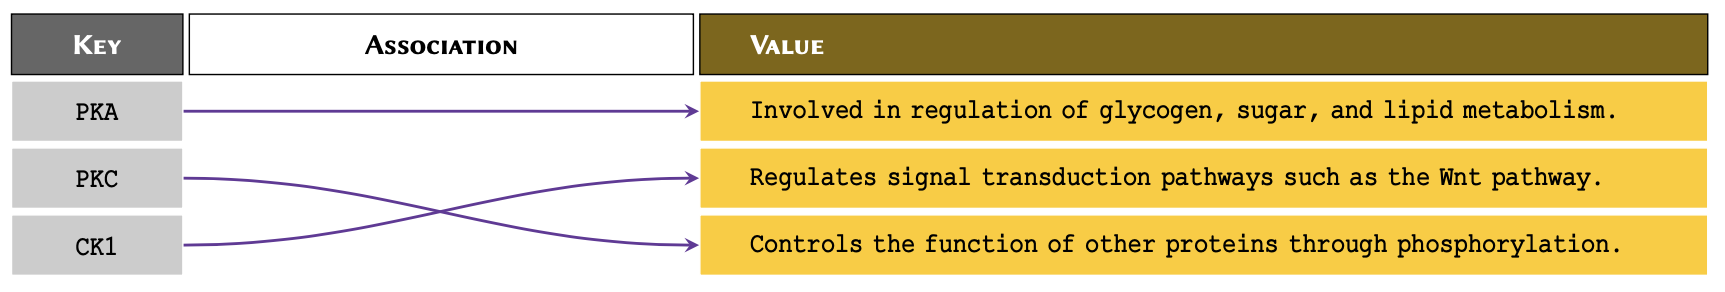 Key Association Value
PKA Involved in regulation of glycogen, sugar, and lipid metabolism.
PKC Regulates signal transduction pathways such as the Wnt pathway.
CK1 Controls the function of other proteins through phosphorylation.